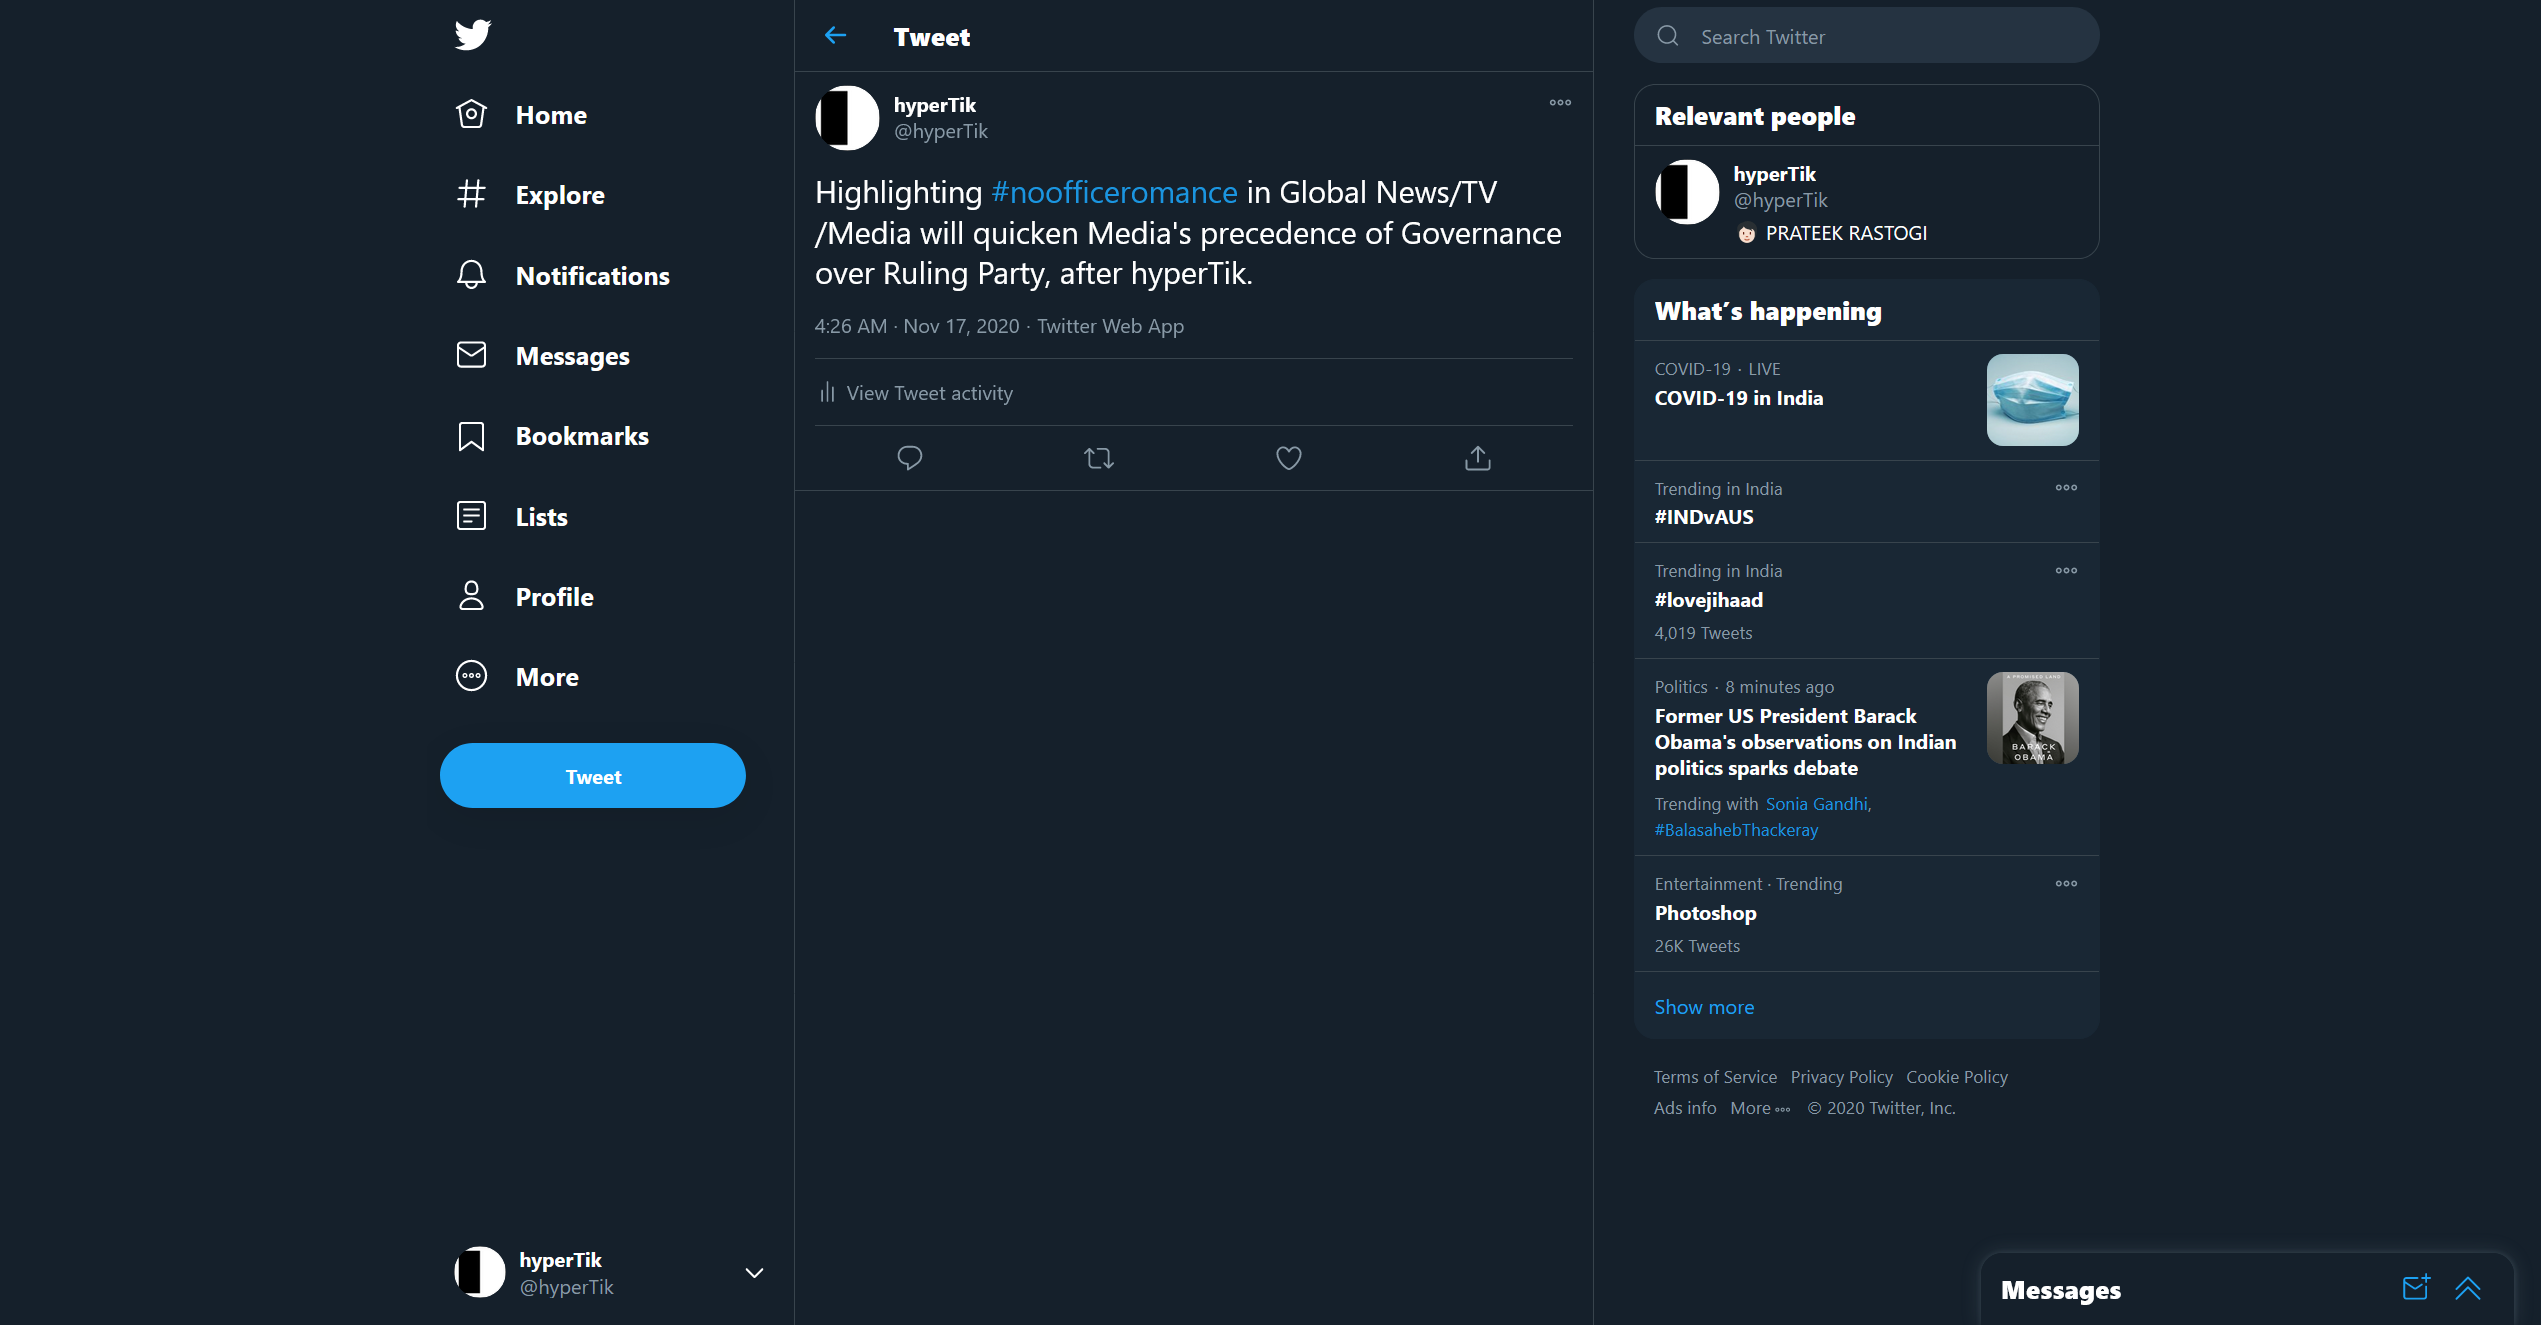 Home
Explore
Notifications
Messages
Bookmarks
Lists
Profile
More
Tweet
hyperTik
@hyperTik
Tweet
hyperTik
@hyperTik
Highlighting #noofficeromance in Global News/TV
/Media will quicken Media's precedence of Governance
over Ruling Party, after hyperTik.
4:26 AM · Nov 17, 2020 · Twitter Web App
View Tweet activity
Search Twitter
Relevant people
hyperTik
@hyperTik
PRATEEK RASTOGI
What's happening
COVID-19 · LIVE
COVID-19 in India
Trending in India
#INDvAUS
Trending in India
#lovejihaad
4,019 Tweets
Politics · 8 minutes ago
Former US President Barack
Obama's observations on Indian
politics sparks debate
A PROMISED LAND
BARACK
OBAMA
Trending with Sonia Gandhi,
#BalasahebThackeray
Entertainment · Trending
Photoshop
26K Tweets
Show more
Terms of Service Privacy Policy Cookie Policy
Ads info More © 2020 Twitter, Inc.
Messages